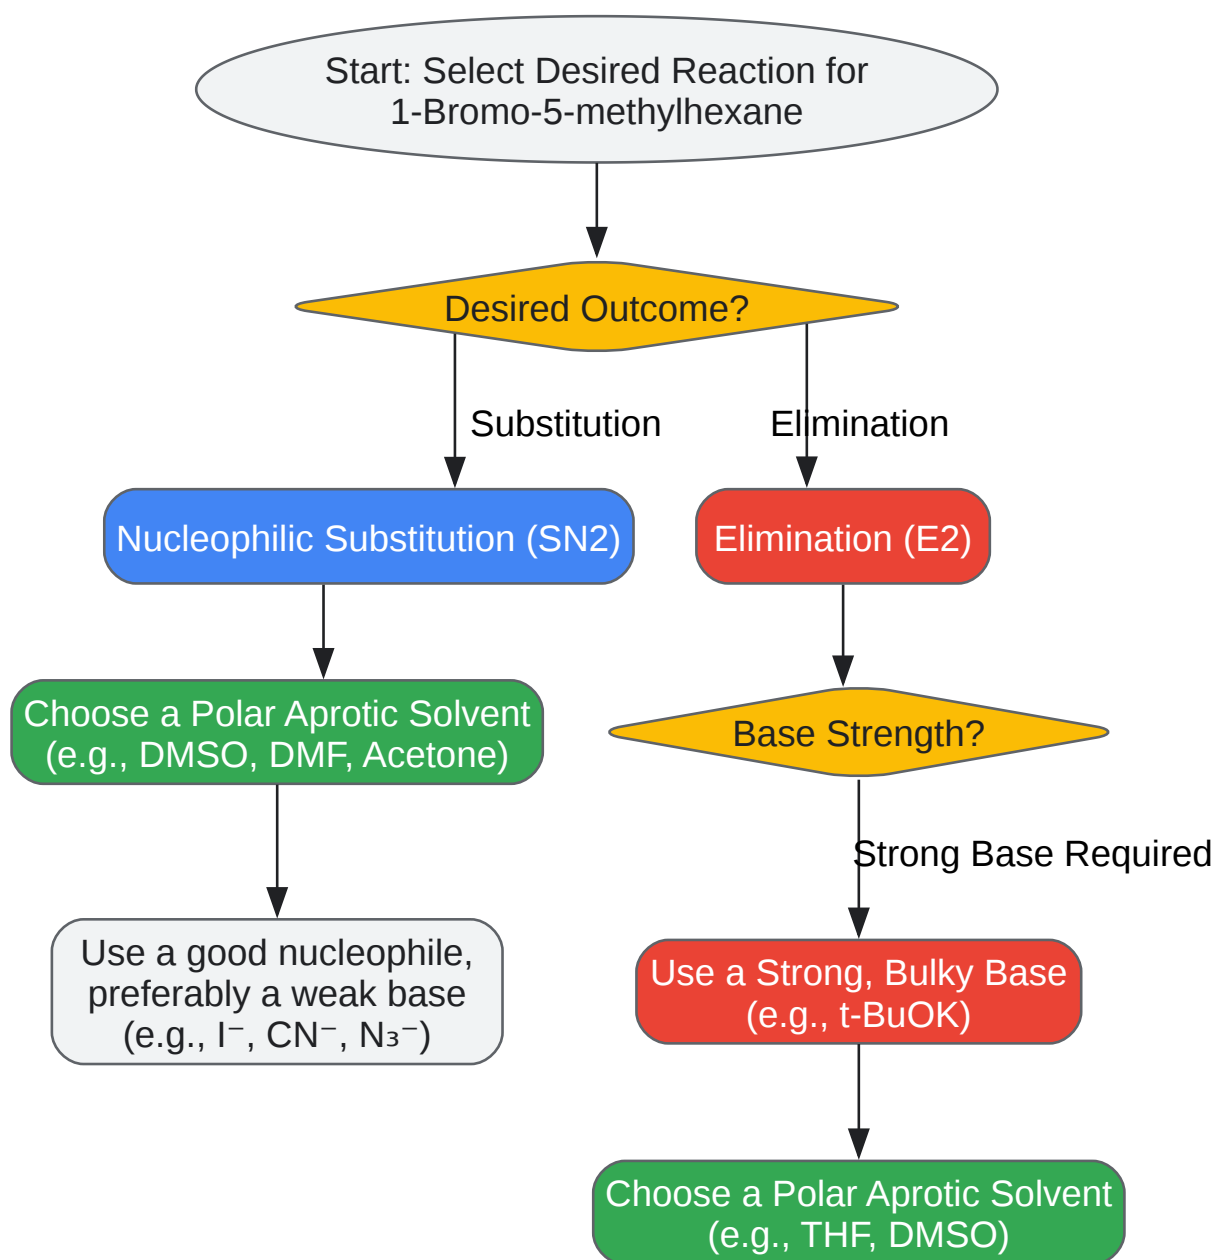 Start: Select Desired Reaction for
1-Bromo-5-methylhexane
Desired Outcome?
Substitution
Elimination
Nucleophilic Substitution (SN2)
Elimination (E2)
Choose a Polar Aprotic Solvent
(e.g., DMSO, DMF, Acetone)
Base Strength?
Strong Base Required
Use a good nucleophile,
preferably a weak base
(e.g., I⁻, CN⁻, N₃⁻)
Use a Strong, Bulky Base
(e.g., t-BuOK)
Choose a Polar Aprotic Solvent
(e.g., THF, DMSO)